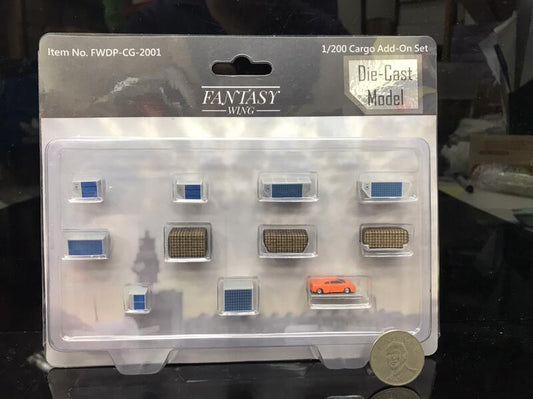 Item No. FWDP-CG-2001
1/200 Cargo Add-On Set
FANTASY
WING
Die-Cast
Model